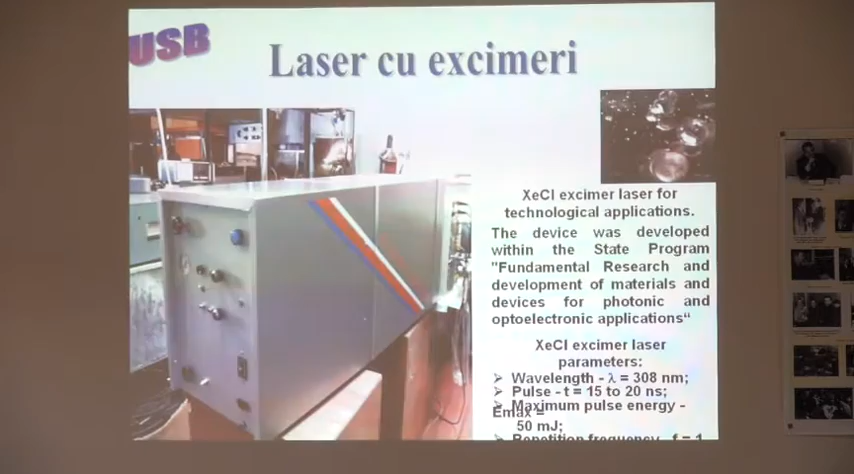 USB
Laser cu excimeri
XeCl excimer laser for
technological applications.
The device was developed
within the State Program
"Fundamental Research and
development of materials and
devices for photonic and
optoelectronic applications“
XeCl excimer laser
parameters:
➢ Wavelength - λ = 308 nm;
➢ Pulse - t = 15 to 20 ns;
➢ Maximum pulse energy -
Emax =
50 mJ;
➢ Repetition frequency - f = 1